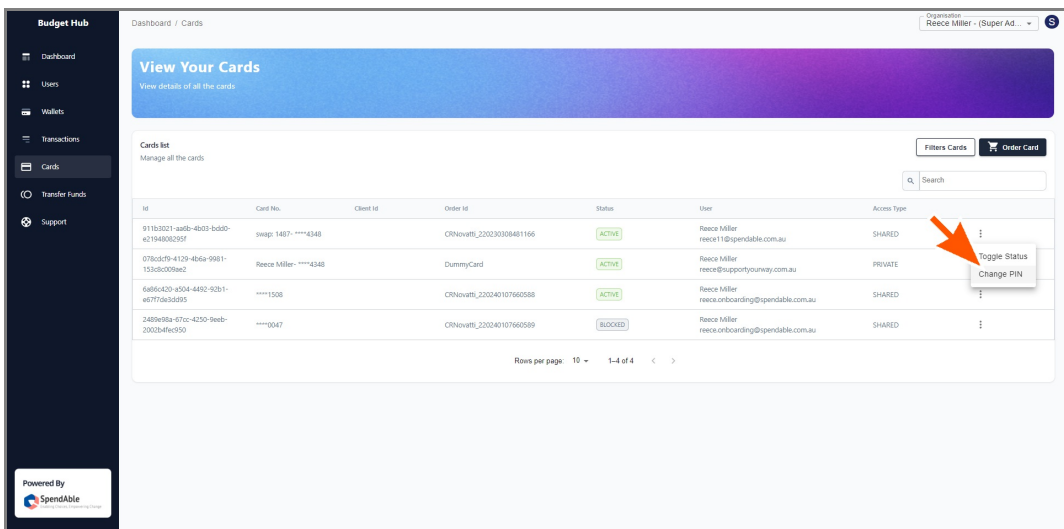 Budget Hub
Dashboard / Cards
Organisation
Reece Miller - (Super Ad...
S
Dashboard
Users
Wallets
Transactions
Cards
Transfer Funds
Support
View Your Cards
View details of all the cards
Cards list
Manage all the cards
Filters Cards
Order Card
Search
Id Card No. Client Id Order Id Status User Access Type
911b3021-aa6b-4b03-bdd0-
e2194808295f
swap: 1487- ****4348
CRNovatti_220230308481166
ACTIVE
Reece Miller
reece11@spendable.com.au
SHARED
078cdcf9-4129-4b6a-9981-
153c8c009ae2
Reece Miller- ****4348
DummyCard
ACTIVE
Reece Miller
reece@supportyourway.com.au
PRIVATE
Toggle Status
Change PIN
6a86c420-a504-4492-92b1-
e67f7de3dd95
****1508
CRNovatti_220240107660588
ACTIVE
Reece Miller
reece.onboarding@spendable.com.au
SHARED
2489e98a-67cc-4250-9eeb-
2002b4fec950
****0047
CRNovatti_220240107660589
BLOCKED
Reece Miller
reece.onboarding@spendable.com.au
SHARED
Rows per page: 10 1–4 of 4
Powered By
SpendAble